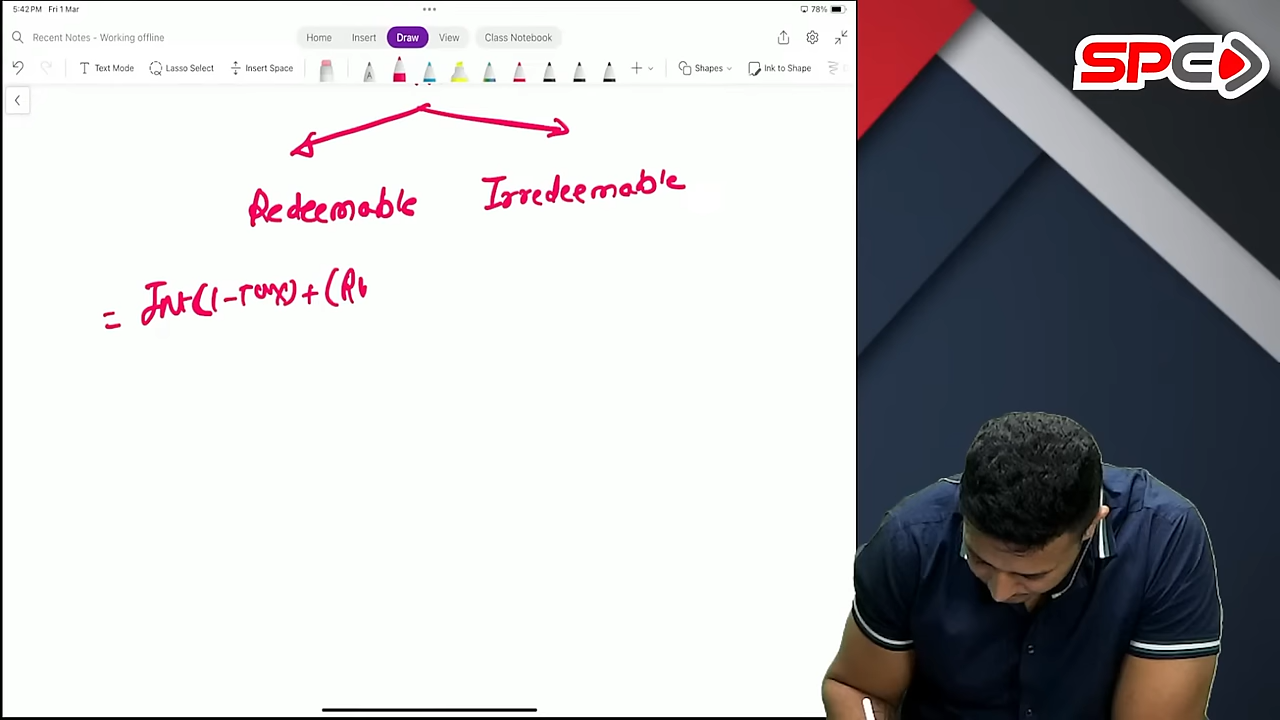 5:42 PM Fri 1 Mar
78%
Recent Notes - Working offline
Home Insert Draw View Class Notebook
Text Mode Lasso Select Insert Space Shapes Ink to Shape
SPE
Redeemable Irredeemable
= Int(1-Tax)+(R